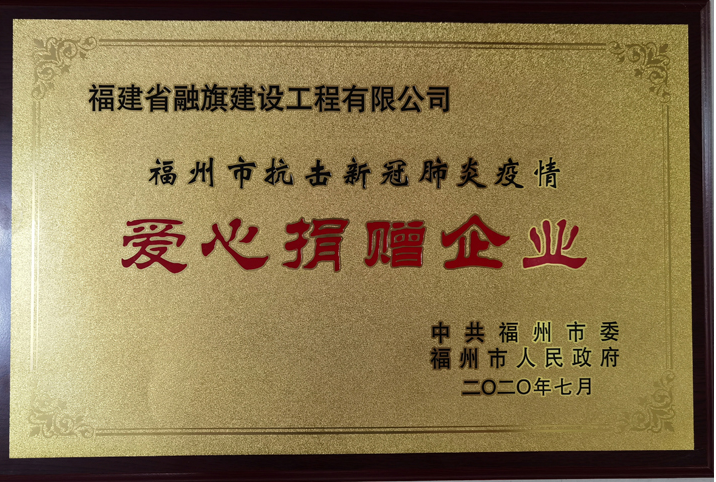 福建省融旗建设工程有限公司
福州市抗击新冠肺炎疫情
爱心捐赠企业
中共福州市委
福州市人民政府
二〇二〇年七月